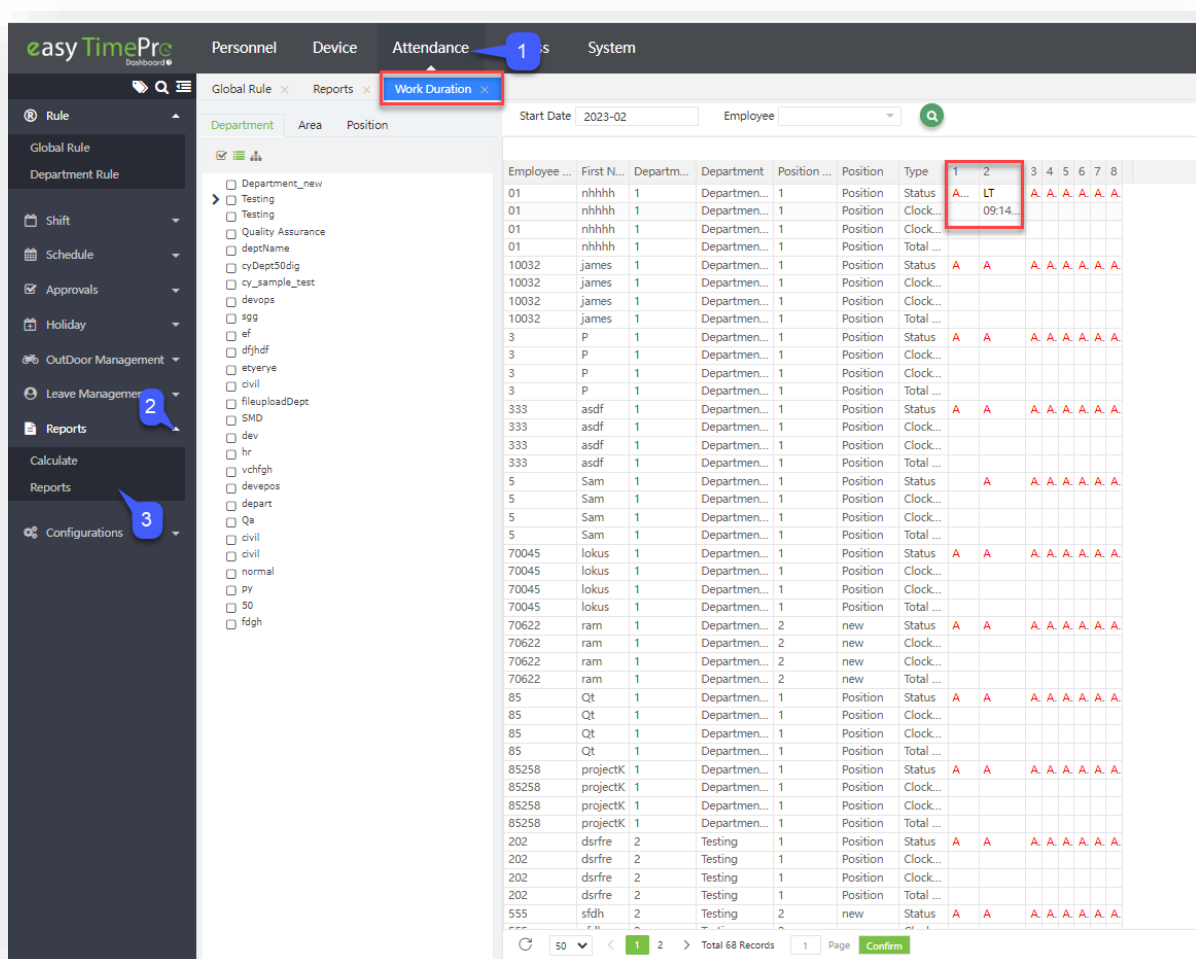 easy TimePro
Dashboard
Personnel Device Attendance 1 System
Global Rule × Reports × Work Duration ×
Rule
Global Rule
Department Rule
Shift
Schedule
Approvals
Holiday
OutDoor Management
Leave Management
2
Reports
Calculate
Reports
3
Configurations
Department Area Position
Department_new
Testing
Testing
Quality Assurance
deptName
cyDept50dig
cy_sample_test
devops
sgg
ef
dfjhdf
etyerye
civil
fileuploadDept
SMD
dev
hr
vchfgh
devepos
depart
Qa
civil
civil
normal
py
50
fdgh
Start Date 2023-02 Employee
Employee ... First N... Departm... Department Position ... Position Type 1 2 3 4 5 6 7 8
01 nhhhh 1 Departmen... 1 Position Status A... LT A. A. A. A. A. A.
01 nhhhh 1 Departmen... 1 Position Clock... 09:14...
01 nhhhh 1 Departmen... 1 Position Clock...
01 nhhhh 1 Departmen... 1 Position Total ...
10032 james 1 Departmen... 1 Position Status A A A. A. A. A. A. A.
10032 james 1 Departmen... 1 Position Clock...
10032 james 1 Departmen... 1 Position Clock...
10032 james 1 Departmen... 1 Position Total ...
3 P 1 Departmen... 1 Position Status A A A. A. A. A. A. A.
3 P 1 Departmen... 1 Position Clock...
3 P 1 Departmen... 1 Position Clock...
3 P 1 Departmen... 1 Position Total ...
333 asdf 1 Departmen... 1 Position Status A A A. A. A. A. A. A.
333 asdf 1 Departmen... 1 Position Clock...
333 asdf 1 Departmen... 1 Position Clock...
333 asdf 1 Departmen... 1 Position Total ...
5 Sam 1 Departmen... 1 Position Status A A. A. A. A. A. A.
5 Sam 1 Departmen... 1 Position Clock...
5 Sam 1 Departmen... 1 Position Clock...
5 Sam 1 Departmen... 1 Position Total ...
70045 lokus 1 Departmen... 1 Position Status A A A. A. A. A. A. A.
70045 lokus 1 Departmen... 1 Position Clock...
70045 lokus 1 Departmen... 1 Position Clock...
70045 lokus 1 Departmen... 1 Position Total ...
70622 ram 1 Departmen... 2 new Status A A A. A. A. A. A. A.
70622 ram 1 Departmen... 2 new Clock...
70622 ram 1 Departmen... 2 new Clock...
70622 ram 1 Departmen... 2 new Total ...
85 Qt 1 Departmen... 1 Position Status A A A. A. A. A. A. A.
85 Qt 1 Departmen... 1 Position Clock...
85 Qt 1 Departmen... 1 Position Clock...
85 Qt 1 Departmen... 1 Position Total ...
85258 projectK 1 Departmen... 1 Position Status A A A. A. A. A. A. A.
85258 projectK 1 Departmen... 1 Position Clock...
85258 projectK 1 Departmen... 1 Position Clock...
85258 projectK 1 Departmen... 1 Position Total ...
202 dsrfre 2 Testing 1 Position Status A A A. A. A. A. A. A.
202 dsrfre 2 Testing 1 Position Clock...
202 dsrfre 2 Testing 1 Position Clock...
202 dsrfre 2 Testing 1 Position Total ...
555 sfdh 2 Testing 2 new Status A A A. A. A. A. A. A.
50 < 1 2 > Total 68 Records 1 Page Confirm